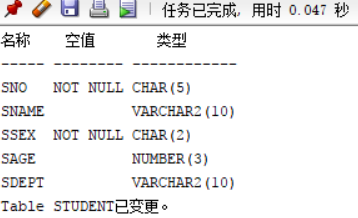 任务已完成, 用时 0.047 秒
名称    空值       类型
----- -------- ------------
SNO   NOT NULL CHAR(5)
SNAME          VARCHAR2(10)
SSEX  NOT NULL CHAR(2)
SAGE           NUMBER(3)
SDEPT          VARCHAR2(10)
Table STUDENT已变更。